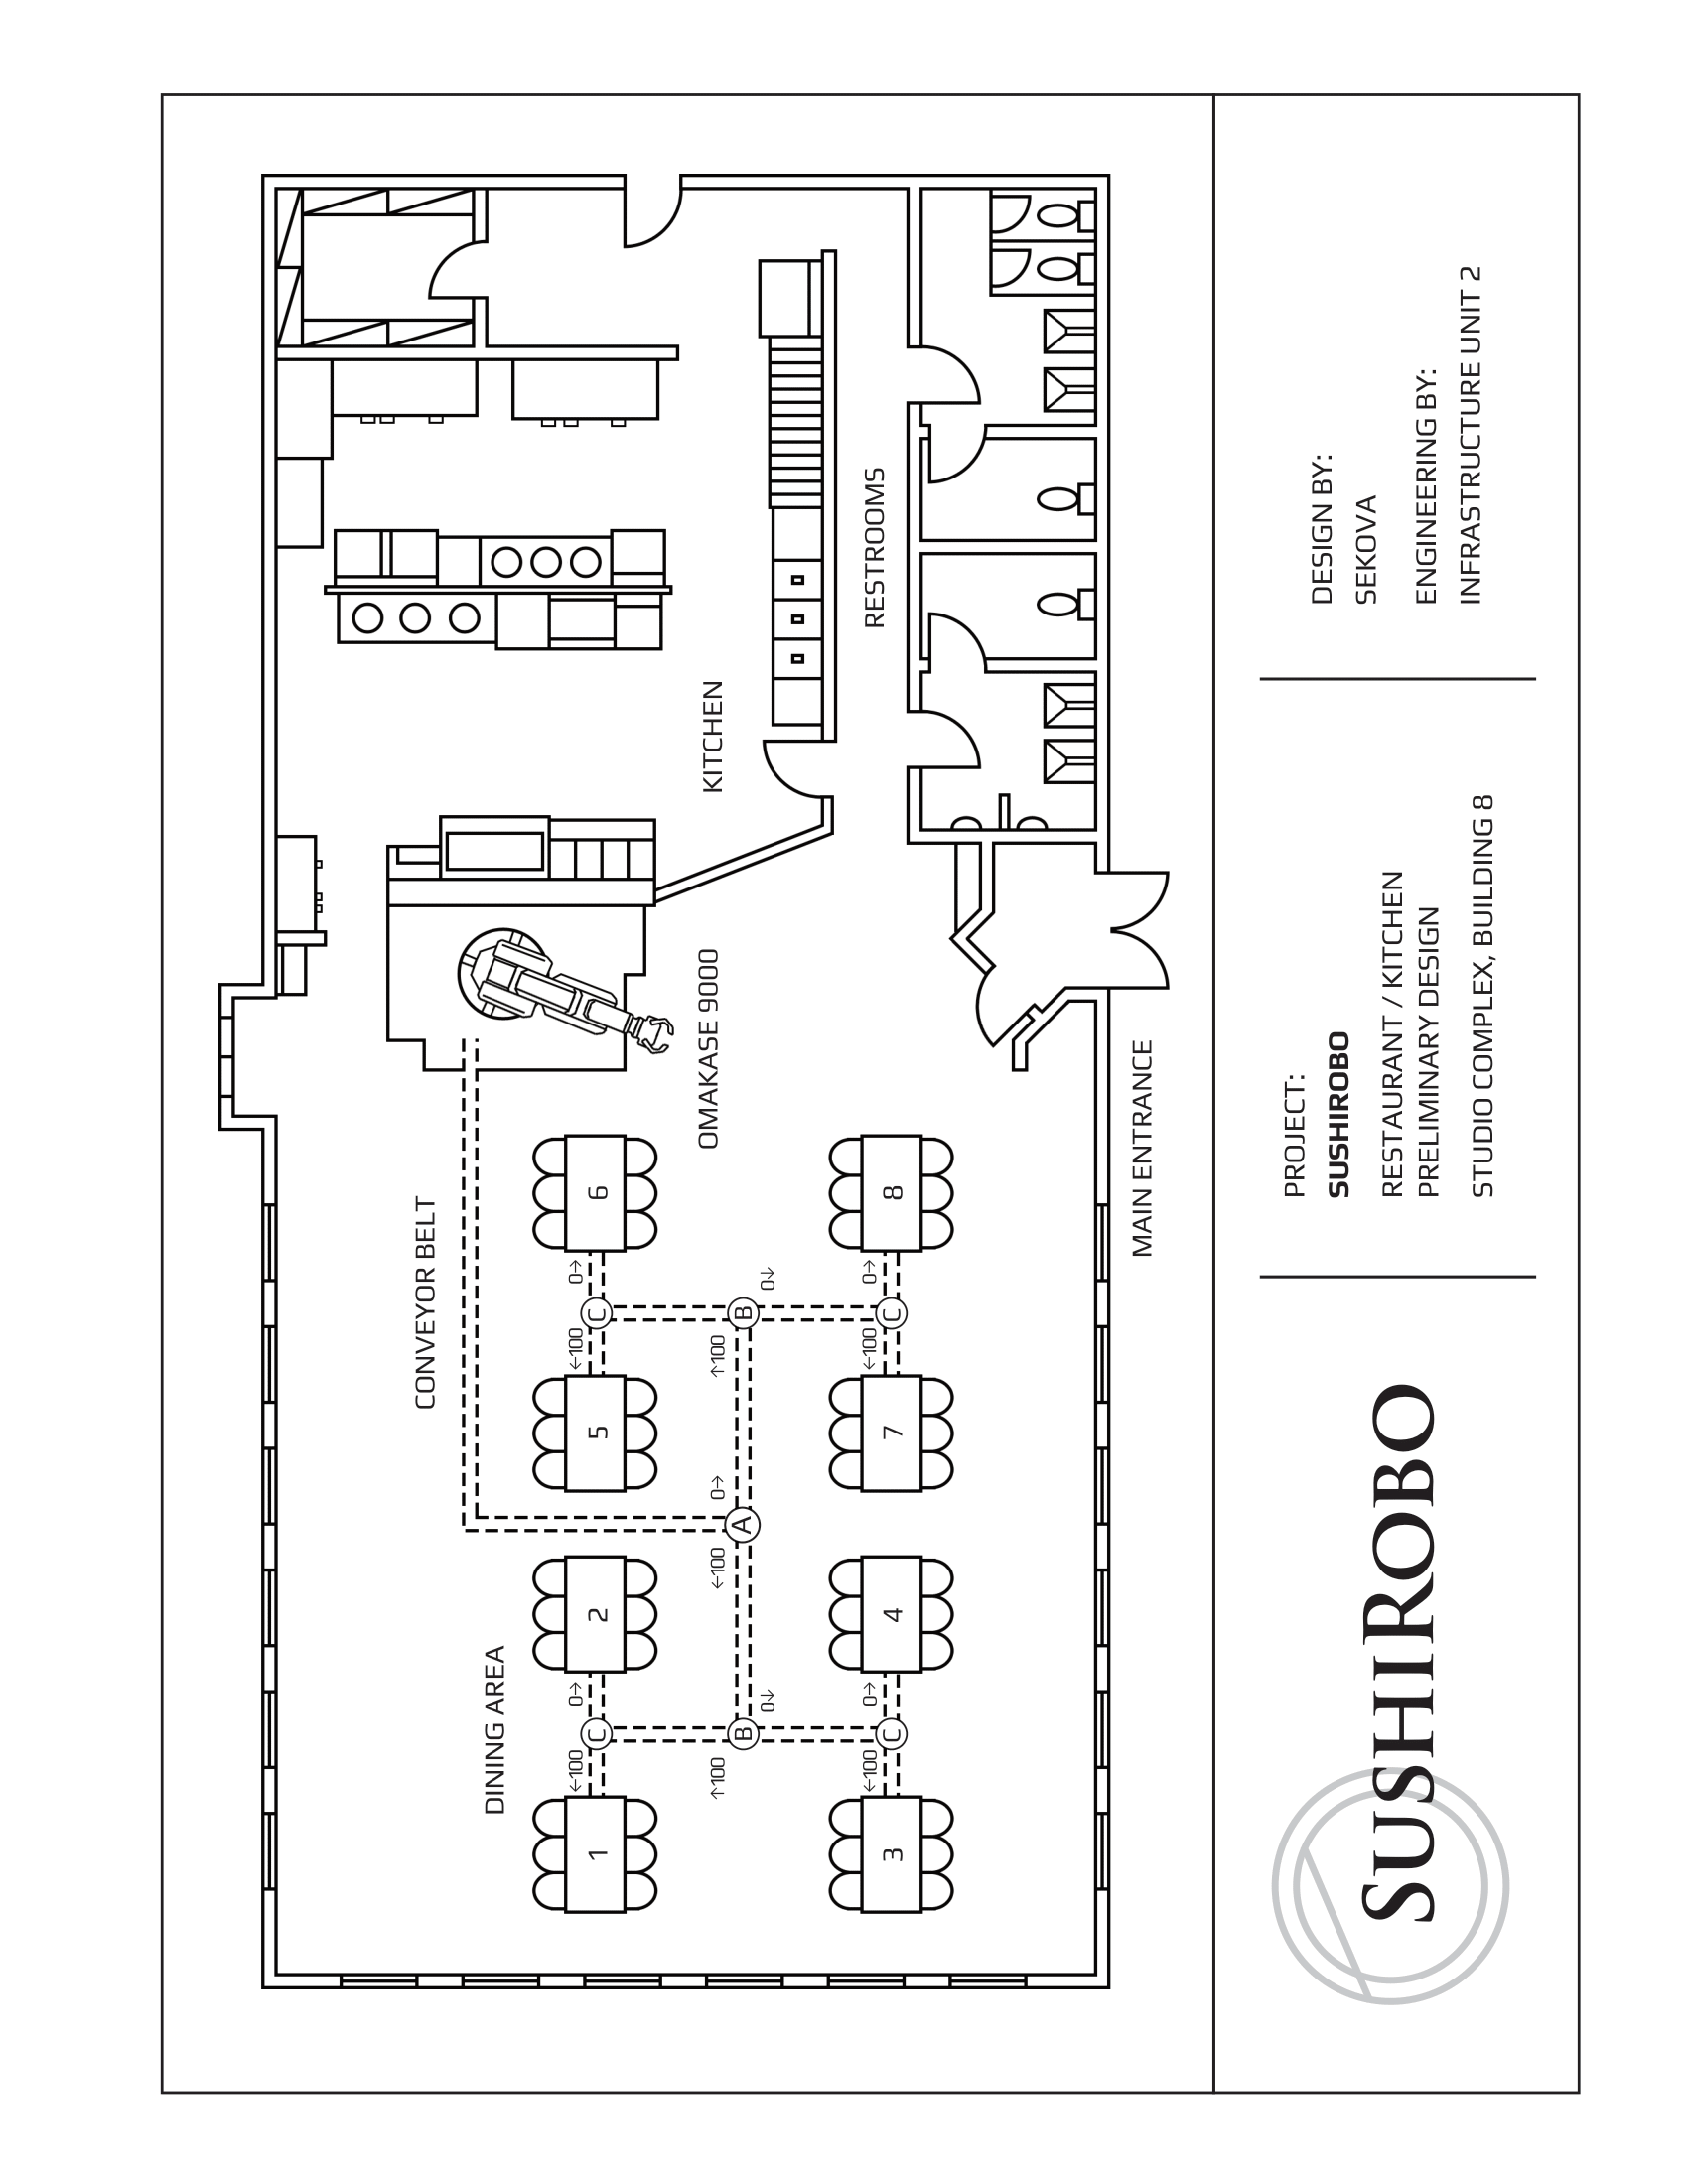 CONVEYOR BELT
DINING AREA
1
←100
C
0→
2
5
←100
C
0→
6
OMAKASE 9000
KITCHEN
↑100
B
0↓
←100
A
0→
↑100
B
0↓
RESTROOMS
3
←100
C
0→
4
7
←100
C
0→
8
MAIN ENTRANCE
SUSHIROBO
PROJECT:
SUSHIROBO
RESTAURANT / KITCHEN
PRELIMINARY DESIGN
STUDIO COMPLEX, BUILDING 8
DESIGN BY:
SEKOVA
ENGINEERING BY:
INFRASTRUCTURE UNIT 2